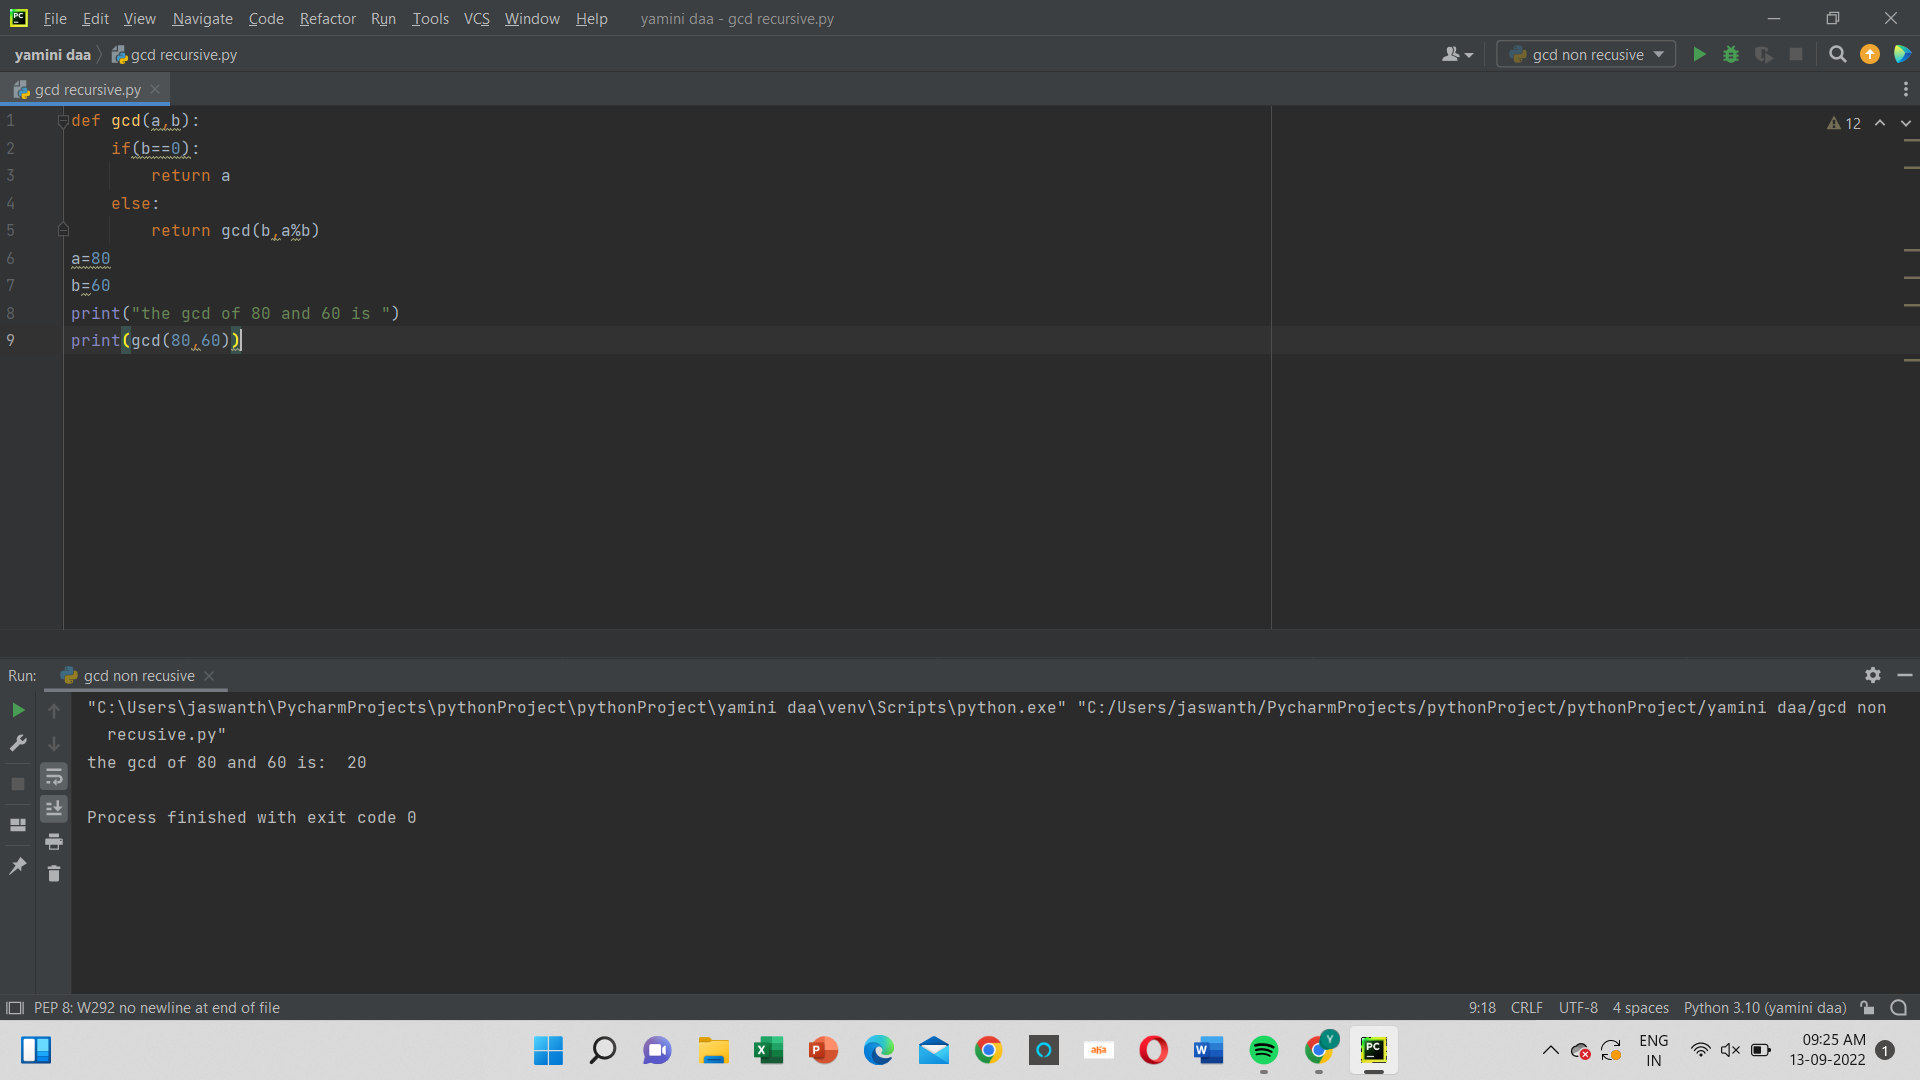 File Edit View Navigate Code Refactor Run Tools VCS Window Help yamini daa - gcd recursive.py
yamini daa gcd recursive.py gcd non recusive
gcd recursive.py
12
1 def gcd(a,b):
2 if(b==0):
3 return a
4 else:
5 return gcd(b,a%b)
6 a=80
7 b=60
8 print("the gcd of 80 and 60 is ")
9 print(gcd(80,60))
Run: gcd non recusive
"C:\Users\jaswanth\PycharmProjects\pythonProject\pythonProject\yamini daa\venv\Scripts\python.exe" "C:/Users/jaswanth/PycharmProjects/pythonProject/pythonProject/yamini daa/gcd non
recusive.py"
the gcd of 80 and 60 is:  20
Process finished with exit code 0
PEP 8: W292 no newline at end of file 9:18 CRLF UTF-8 4 spaces Python 3.10 (yamini daa)
ENG 09:25 AM
IN 13-09-2022 1